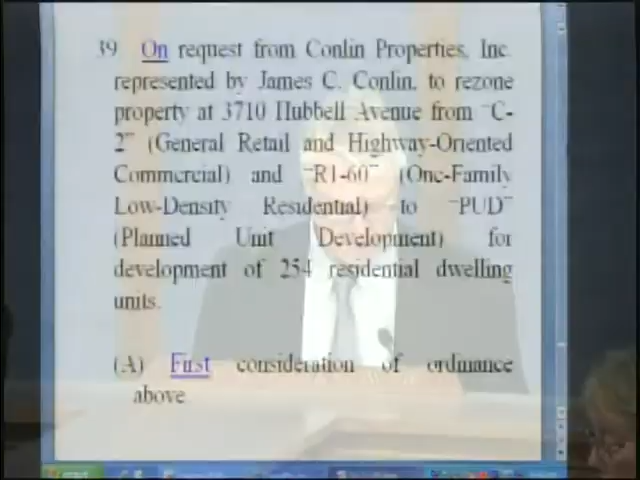 39 On request from Conlin Properties, Inc.
represented by James C. Conlin, to rezone
property at 3710 Hubbell Avenue from "C-
2" (General Retail and Highway-Oriented
Commercial) and "R1-60" (One-Family
Low-Density Residential) to "PUD"
(Planned Unit Development) for
development of 254 residential dwelling
units.
(A) First consideration of ordinance
above